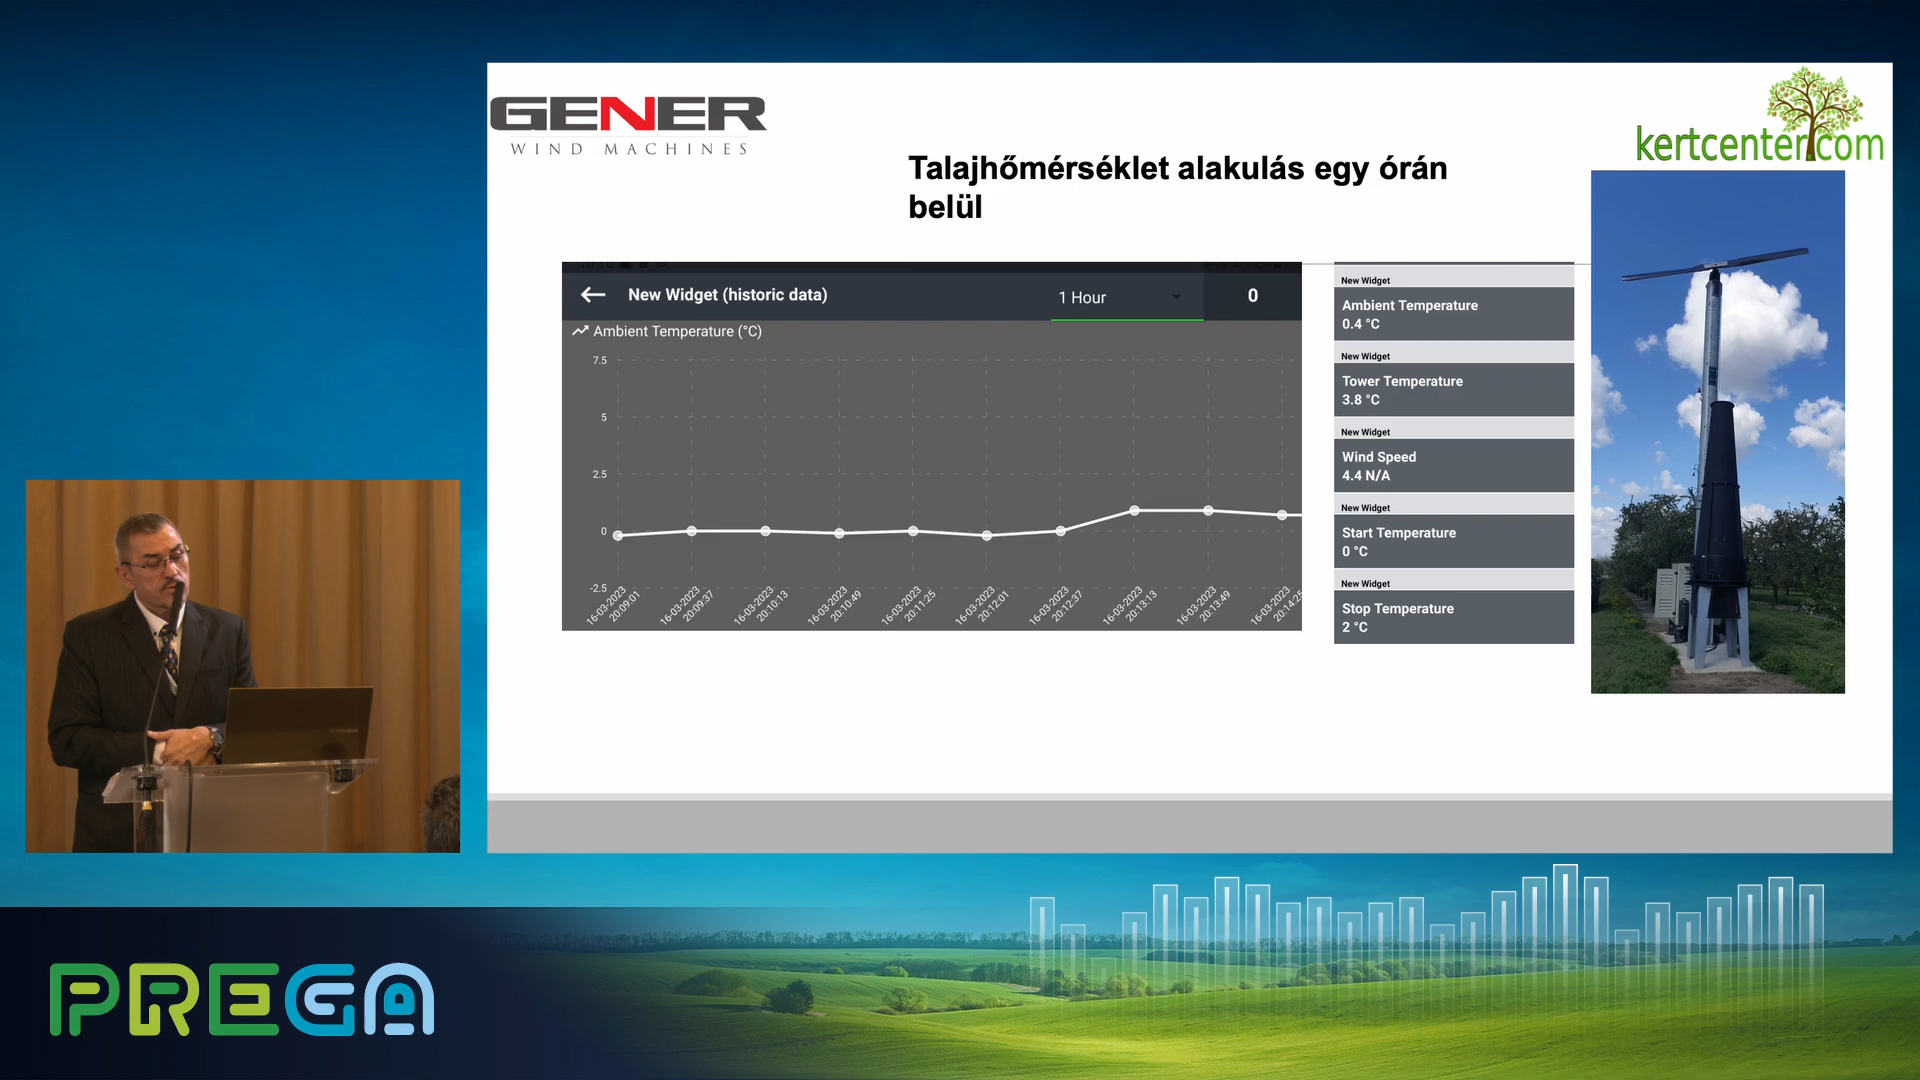 GENER
WIND MACHINES
kertcenter.com
Talajhőmérséklet alakulás egy órán
belül
New Widget (historic data)
1 Hour
0
Ambient Temperature (°C)
7.5
5
2.5
0
-2.5
16-03-2023
20:09:01
16-03-2023
20:09:37
16-03-2023
20:10:13
16-03-2023
20:10:49
16-03-2023
20:11:25
16-03-2023
20:12:01
16-03-2023
20:12:37
16-03-2023
20:13:13
16-03-2023
20:13:49
16-03-2023
20:14:25
New Widget
Ambient Temperature
0.4 °C
New Widget
Tower Temperature
3.8 °C
New Widget
Wind Speed
4.4 N/A
New Widget
Start Temperature
0 °C
New Widget
Stop Temperature
2 °C
PREGA